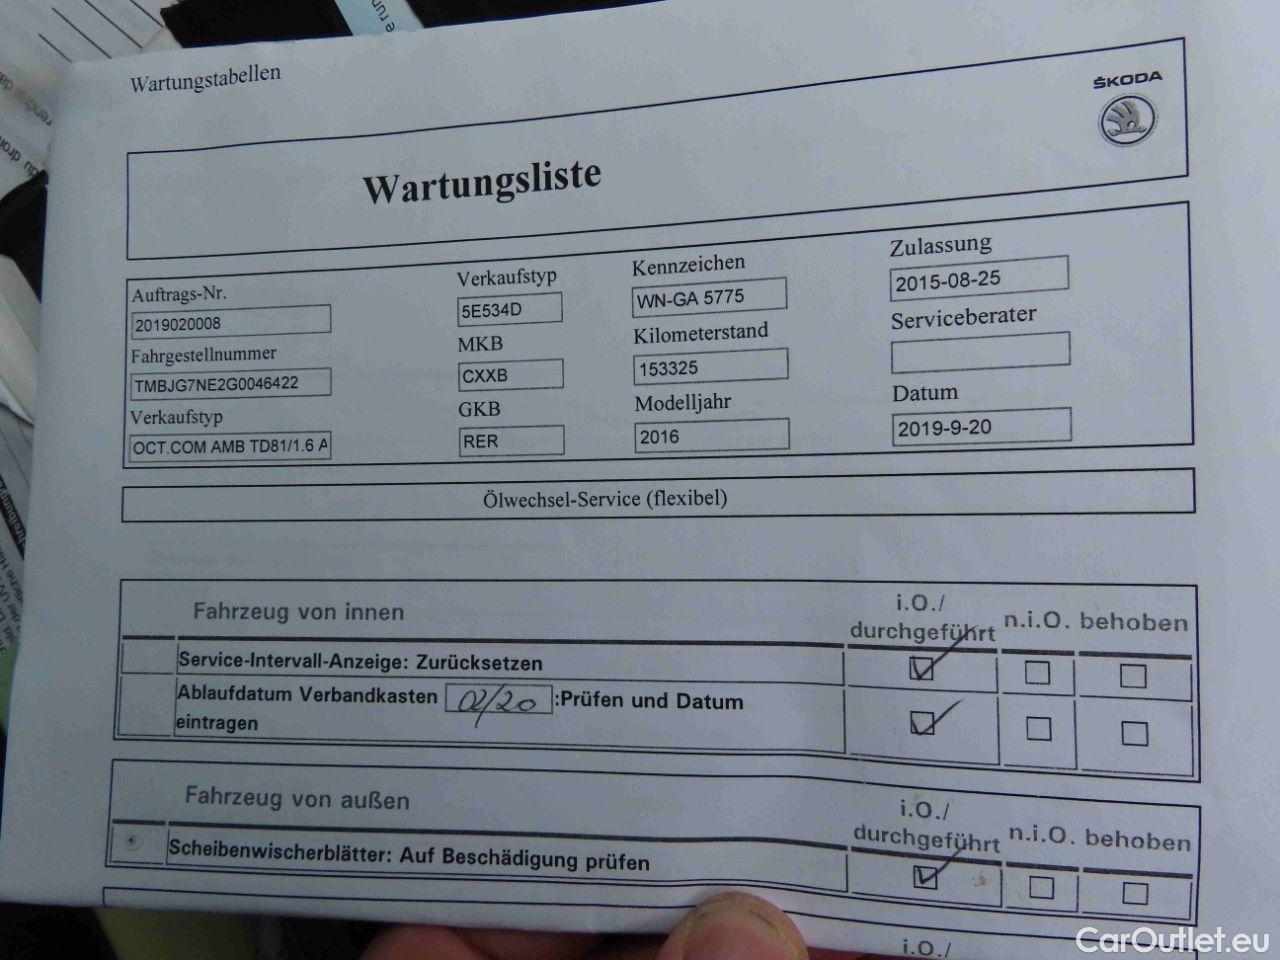 Wartungstabellen
ŠKODA
Wartungsliste
Auftrags-Nr.
2019020008
Fahrgestellnummer
TMBJG7NE2G0046422
Verkaufstyp
OCT.COM AMB TD81/1.6 A
Verkaufstyp
5E534D
MKB
CXXB
GKB
RER
Kennzeichen
WN-GA 5775
Kilometerstand
153325
Modelljahr
2016
Zulassung
2015-08-25
Serviceberater
Datum
2019-9-20
Ölwechsel-Service (flexibel)
Fahrzeug von innen
i.O./
durchgeführt n.i.O. behoben
Service-Intervall-Anzeige: Zurücksetzen
Ablaufdatum Verbandkasten 02/20 :Prüfen und Datum
eintragen
Fahrzeug von außen
i.O./
durchgeführt n.i.O. behoben
Scheibenwischerblätter: Auf Beschädigung prüfen
i.O./
CarOutlet.eu